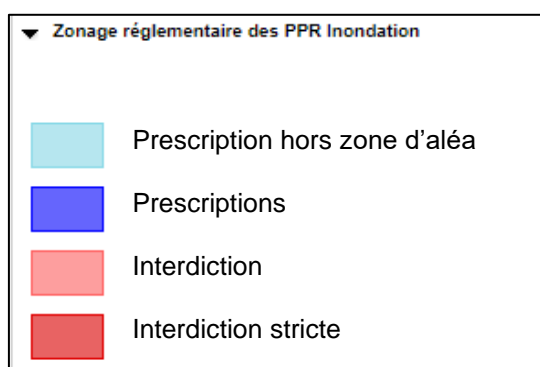 Zonage réglementaire des PPR Inondation
Prescription hors zone d’aléa
Prescriptions
Interdiction
Interdiction stricte